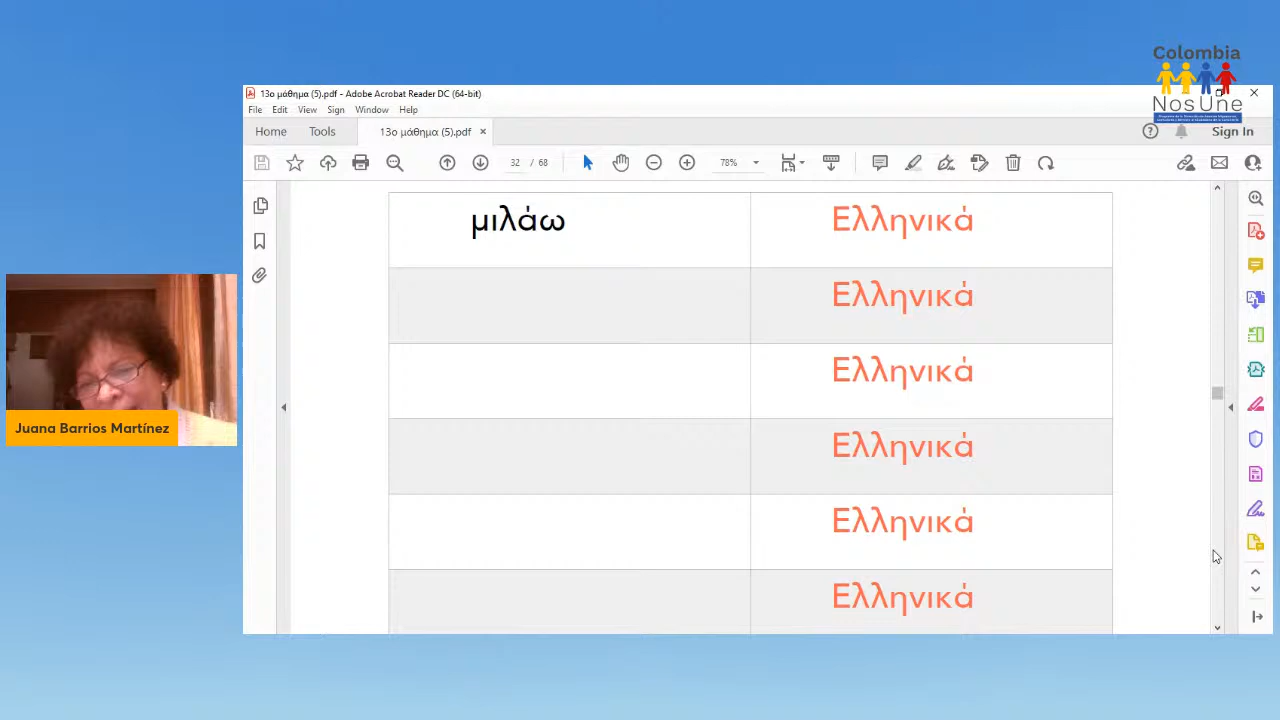 Colombia
NosUne
13ο μάθημα (5).pdf - Adobe Acrobat Reader DC (64-bit)
File Edit View Sign Window Help
Home Tools 13ο μάθημα (5).pdf × Sign In
32 / 68 78%
μιλάω Ελληνικά
Ελληνικά
Ελληνικά
Ελληνικά
Ελληνικά
Ελληνικά
Juana Barrios Martínez